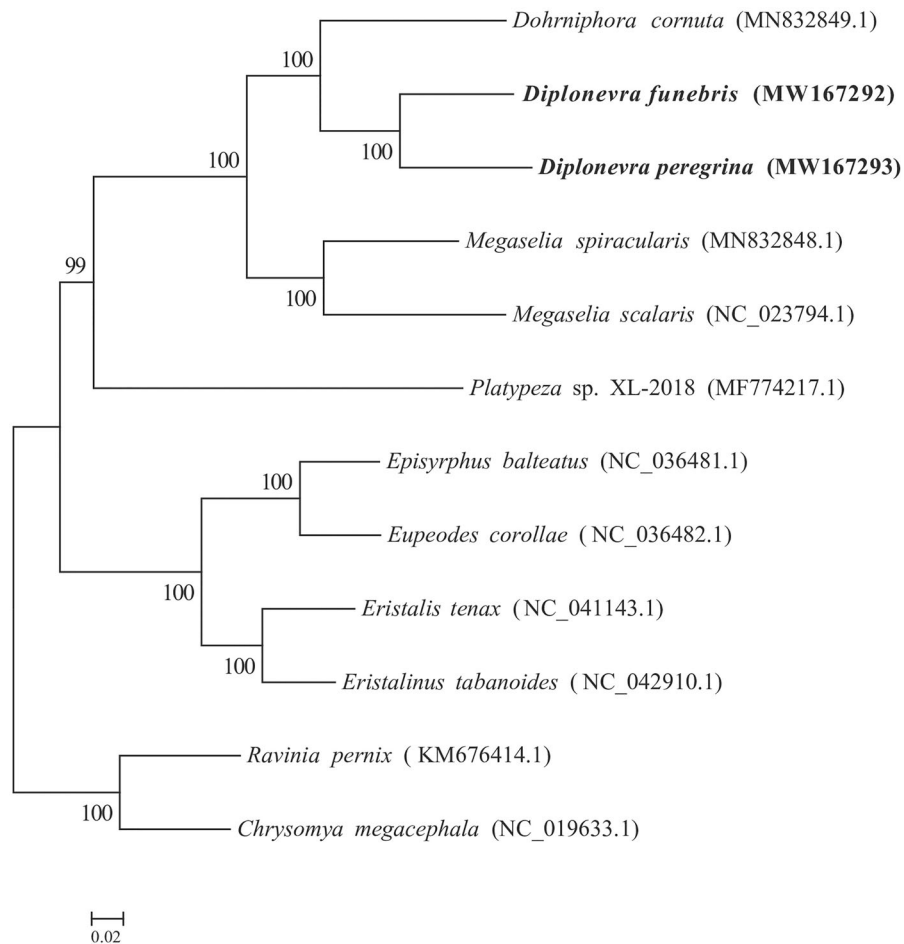 Dohrniphora cornuta (MN832849.1)
100
Diplonevra funebris (MW167292)
100
100
Diplonevra peregrina (MW167293)
Megaselia spiracularis (MN832848.1)
99
100
Megaselia scalaris (NC_023794.1)
Platypeza sp. XL-2018 (MF774217.1)
Episyrphus balteatus (NC_036481.1)
100
Eupeodes corollae ( NC_036482.1)
100
Eristalis tenax ( NC_041143.1)
100
Eristalinus tabanoides ( NC_042910.1)
Ravinia pernix ( KM676414.1)
100
Chrysomya megacephala (NC_019633.1)
0.02